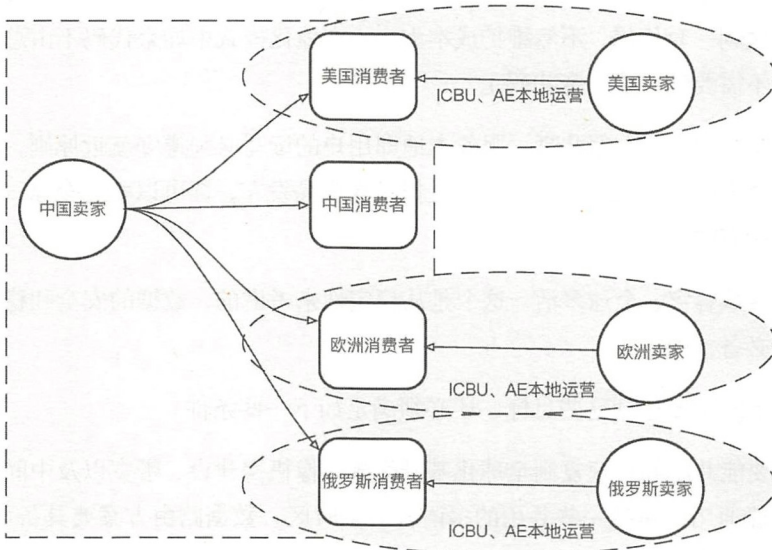 美国消费者
美国卖家
ICBU、AE本地运营
中国卖家
中国消费者
欧洲消费者
欧洲卖家
ICBU、AE本地运营
俄罗斯消费者
俄罗斯卖家
ICBU、AE本地运营